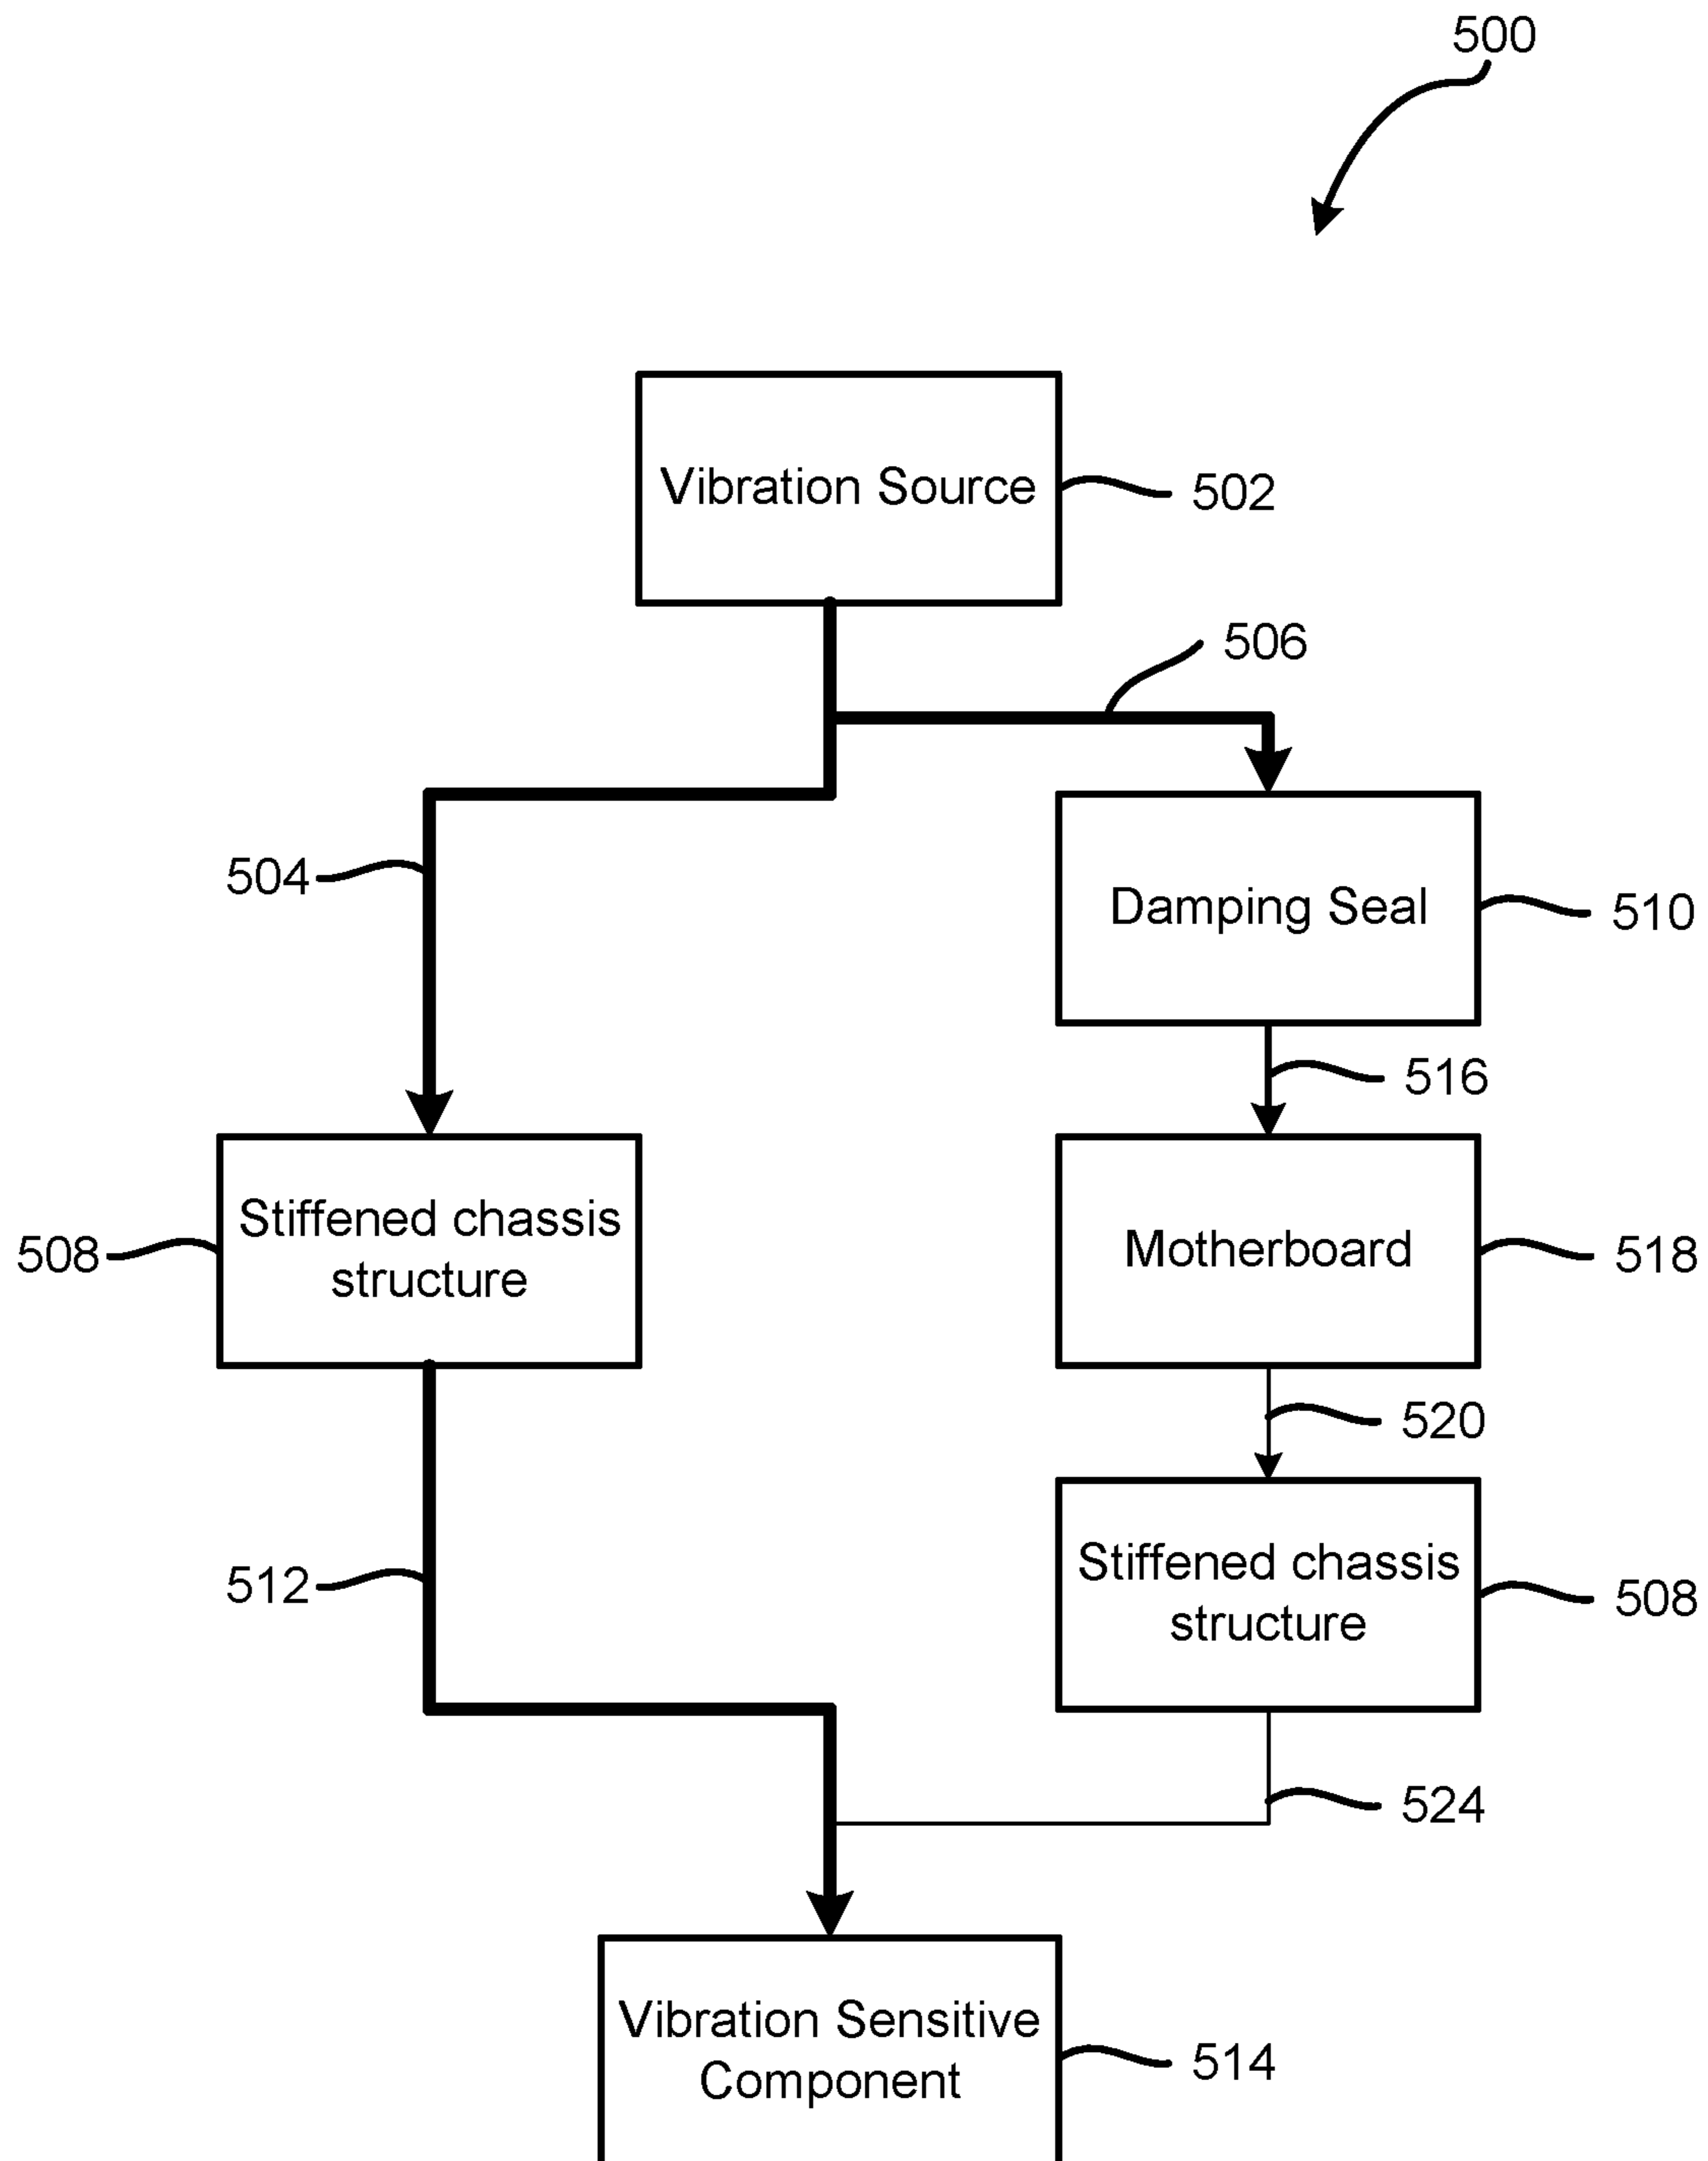 500
Vibration Source
502
506
504
Damping Seal
510
516
Stiffened chassis
structure
508
Motherboard
518
520
512
Stiffened chassis
structure
508
524
Vibration Sensitive
Component
514